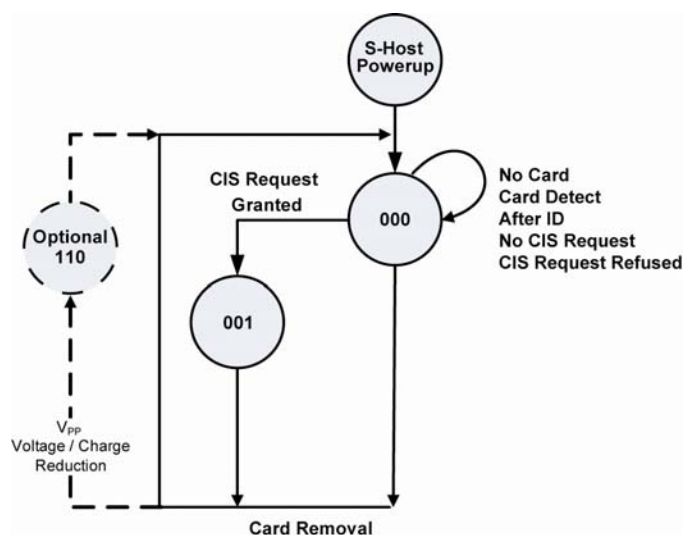 S-Host
Powerup
CIS Request
Granted
000
No Card
Card Detect
After ID
No CIS Request
CIS Request Refused
Optional
110
001
VPP
Voltage / Charge
Reduction
Card Removal